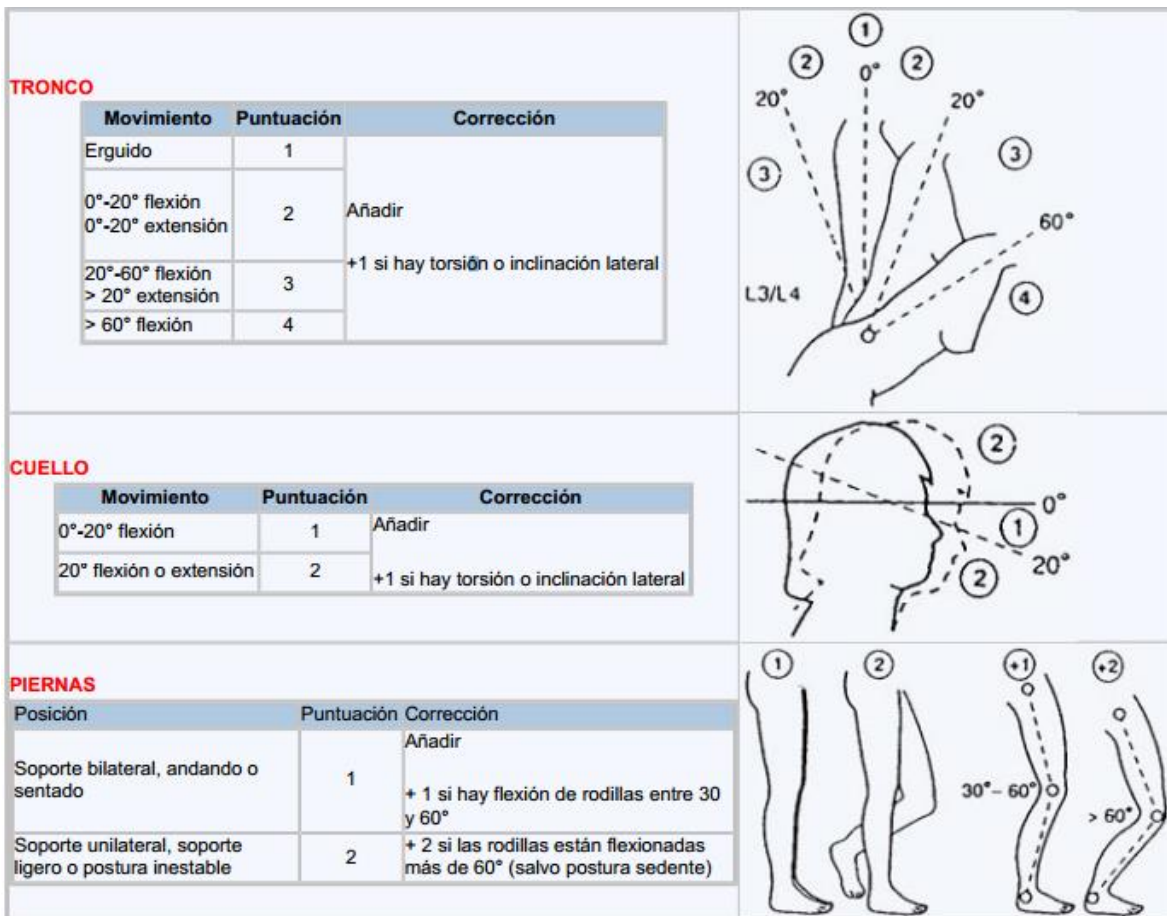 TRONCO
Movimiento Puntuación Corrección
Erguido 1
0°-20° flexión
0°-20° extensión
2
Añadir
+1 si hay torsión o inclinación lateral
20°-60° flexión
> 20° extensión
3
> 60° flexión 4
1
2
0°
2
20°
20°
3
3
60°
L3/L4
4
CUELLO
Movimiento Puntuación Corrección
0°-20° flexión 1
Añadir
20° flexión o extensión 2
+1 si hay torsión o inclinación lateral
2
0°
1
20°
2
PIERNAS
Posición Puntuación Corrección
Soporte bilateral, andando o
sentado
1
Añadir
+ 1 si hay flexión de rodillas entre 30
y 60°
Soporte unilateral, soporte
ligero o postura inestable
2
+ 2 si las rodillas están flexionadas
más de 60° (salvo postura sedente)
1
2
+1
+2
30°- 60°
> 60°